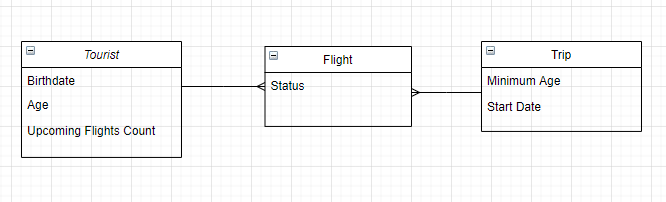 Tourist
Birthdate
Age
Upcoming Flights Count
Flight
Status
Trip
Minimum Age
Start Date